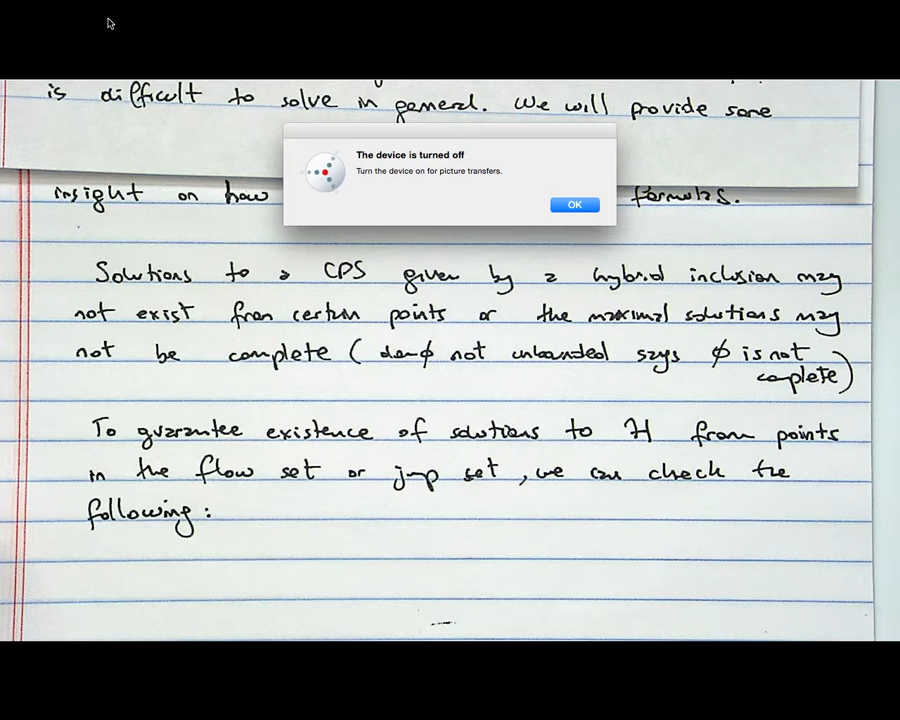 is difficult to solve in general. We will provide some
The device is turned off
Turn the device on for picture transfers.
OK
insight on how formulas.
Solutions to a CPS given by a hybrid inclusion may
not exist from certain points or the maximal solutions may
not be complete ( domϕ not unbounded says ϕ is not
complete)
To guarantee existence of solutions to H from points
in the flow set or jump set, we can check the
following: